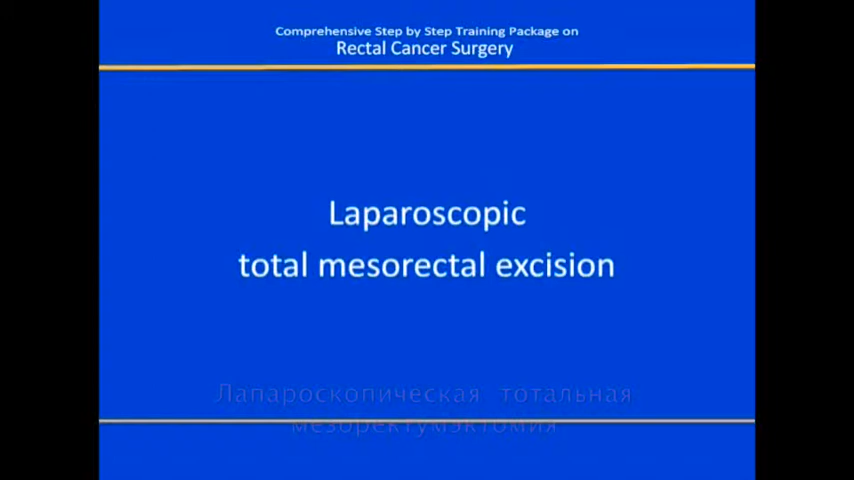 Comprehensive Step by Step Training Package on
Rectal Cancer Surgery
Laparoscopic
total mesorectal excision
Лапароскопическая тотальная
мезоректумэктомия